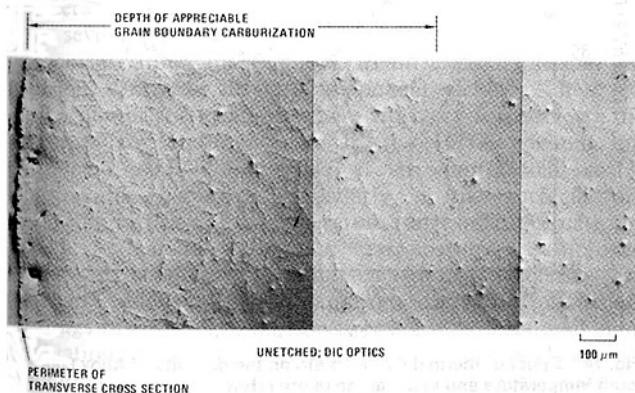 DEPTH OF APPRECIABLE
GRAIN BOUNDARY CARBURIZATION
UNETCHED; DIC OPTICS
100 µm
PERIMETER OF
TRANSVERSE CROSS SECTION